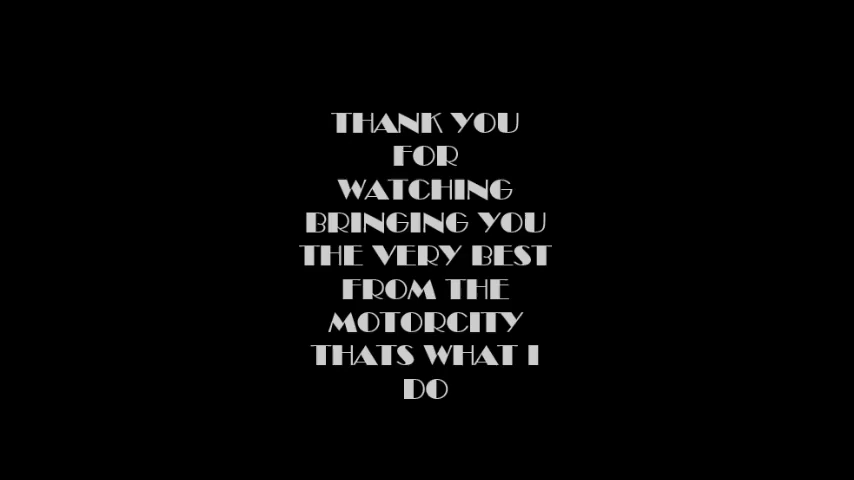 THANK YOU
FOR
WATCHING
BRINGING YOU
THE VERY BEST
FROM THE
MOTORCITY
THATS WHAT I
DO